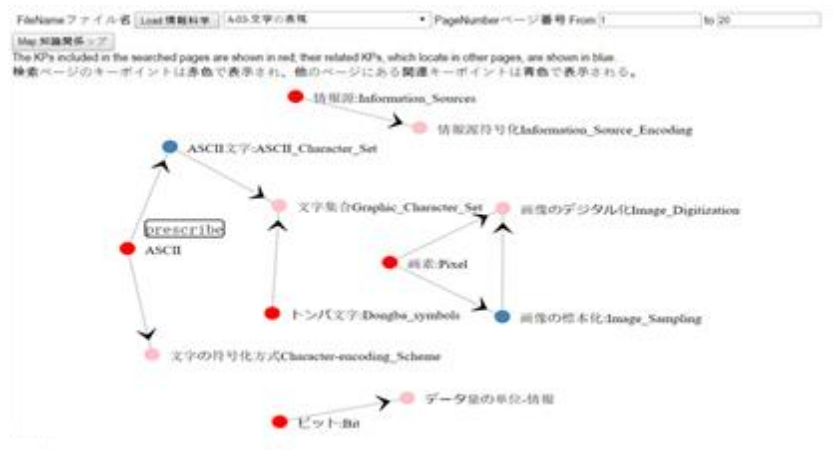 FileNameファイル名 Load 情報科学 A-03-文字の表現 PageNumberページ番号 From 1 to 20
Map 知識関係マップ
The KPs included in the searched pages are shown in red; their related KPs, which locate in other pages, are shown in blue.
検索ページのキーポイントは赤色で表示され、他のページにある関連キーポイントは青色で表示される。
情報源:Information_Sources
情報源符号化Information_Source_Encoding
ASCII文字:ASCII_Character_Set
文字集合Graphic_Character_Set
画像のデジタル化Image_Digitization
prescribe
ASCII
画素:Pixel
トンパ文字:Dongba_symbols
画像の標本化:Image_Sampling
文字の符号化方式Character-encoding_Scheme
データ量の単位-情報
ビット:Bit